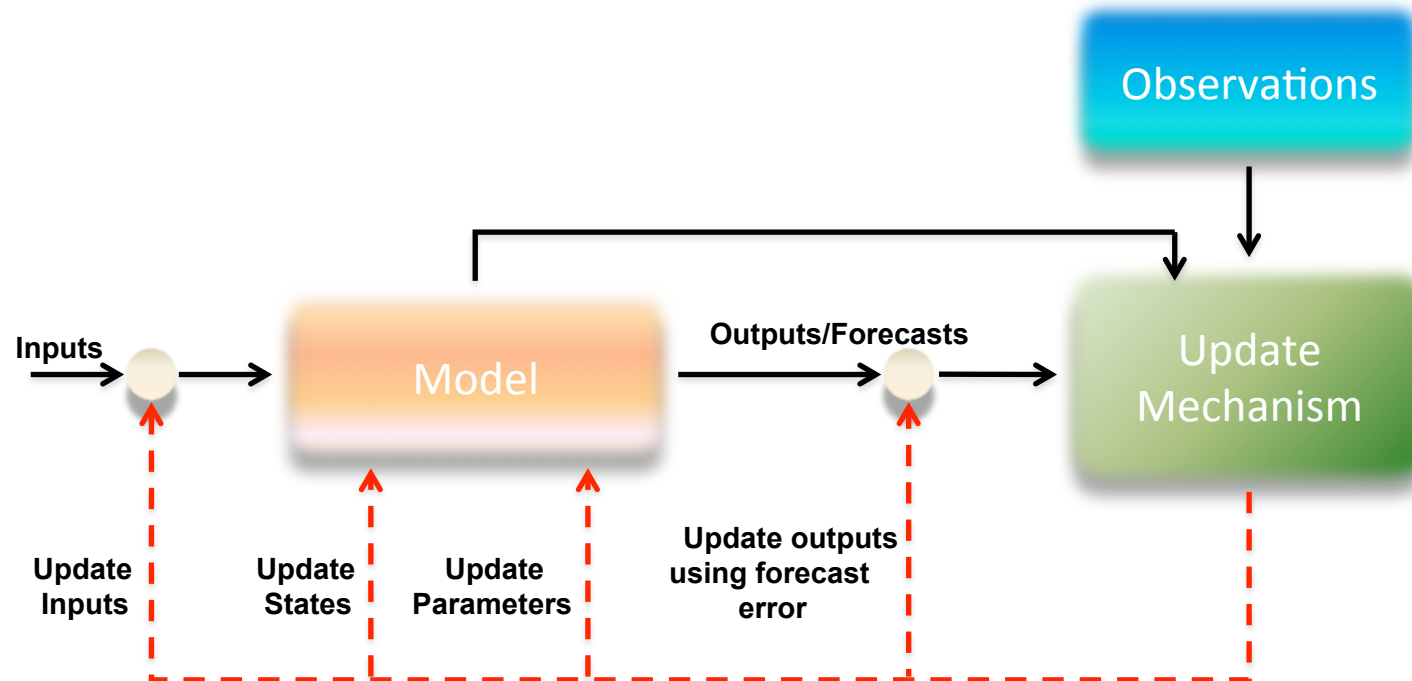 Observations
Inputs
Outputs/Forecasts
Model
Update
Mechanism
Update
Inputs
Update
States
Update
Parameters
Update outputs
using forecast
error